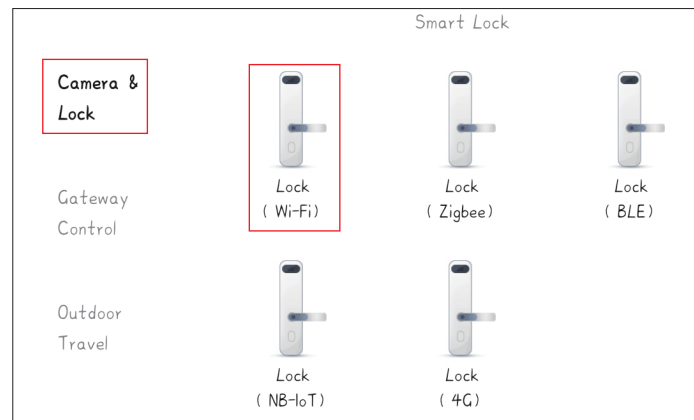 Smart Lock
Camera &
Lock
Gateway
Control
Outdoor
Travel
Lock
( Wi-Fi)
Lock
( Zigbee)
Lock
( BLE)
Lock
( NB-IoT)
Lock
( 4G)